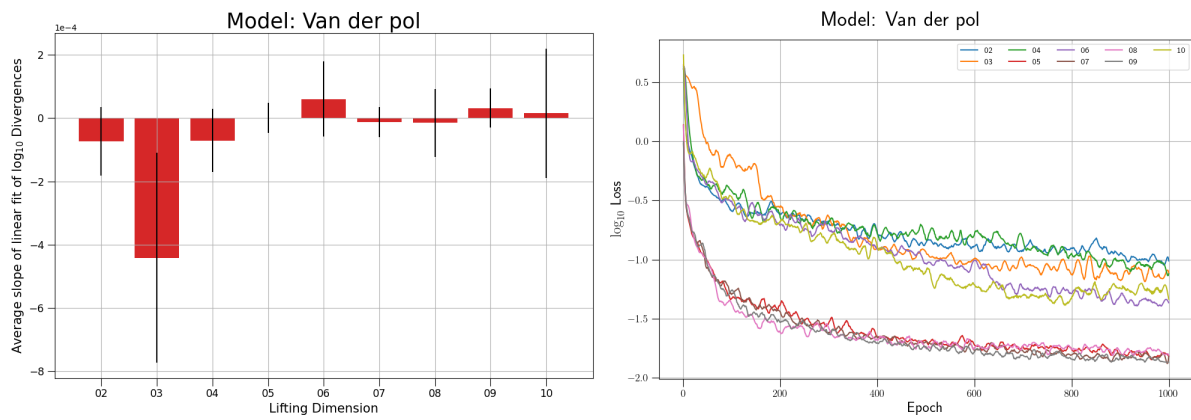 Model: Van der pol
1e−4
2
0
−2
−4
−6
−8
Average slope of linear fit of log10 Divergences
02 03 04 05 06 07 08 09 10
Lifting Dimension
Model: Van der pol
02 04 06 08 10
03 05 07 09
0.5
0.0
−0.5
−1.0
−1.5
−2.0
log10 Loss
0 200 400 600 800 1000
Epoch